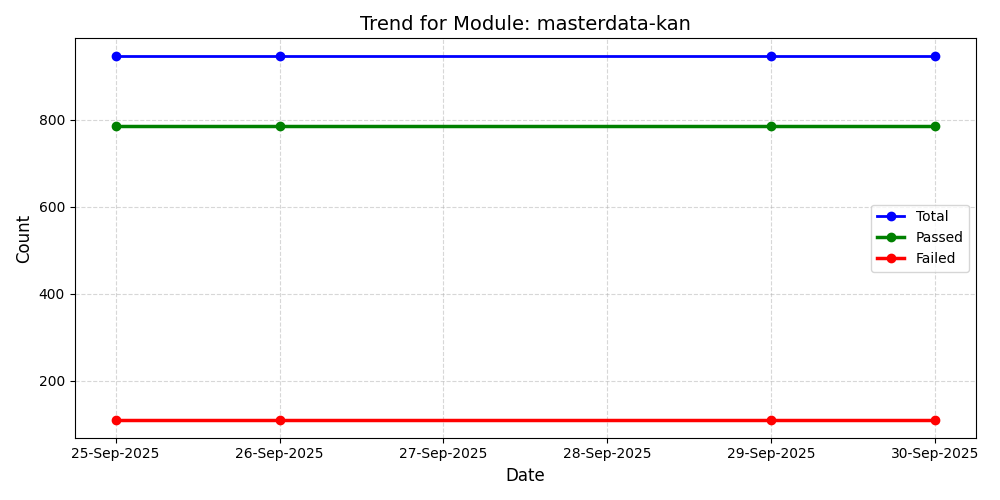 Trend for Module: masterdata-kan
Count
800
600
400
200
Total
Passed
Failed
25-Sep-2025 26-Sep-2025 27-Sep-2025 28-Sep-2025 29-Sep-2025 30-Sep-2025
Date